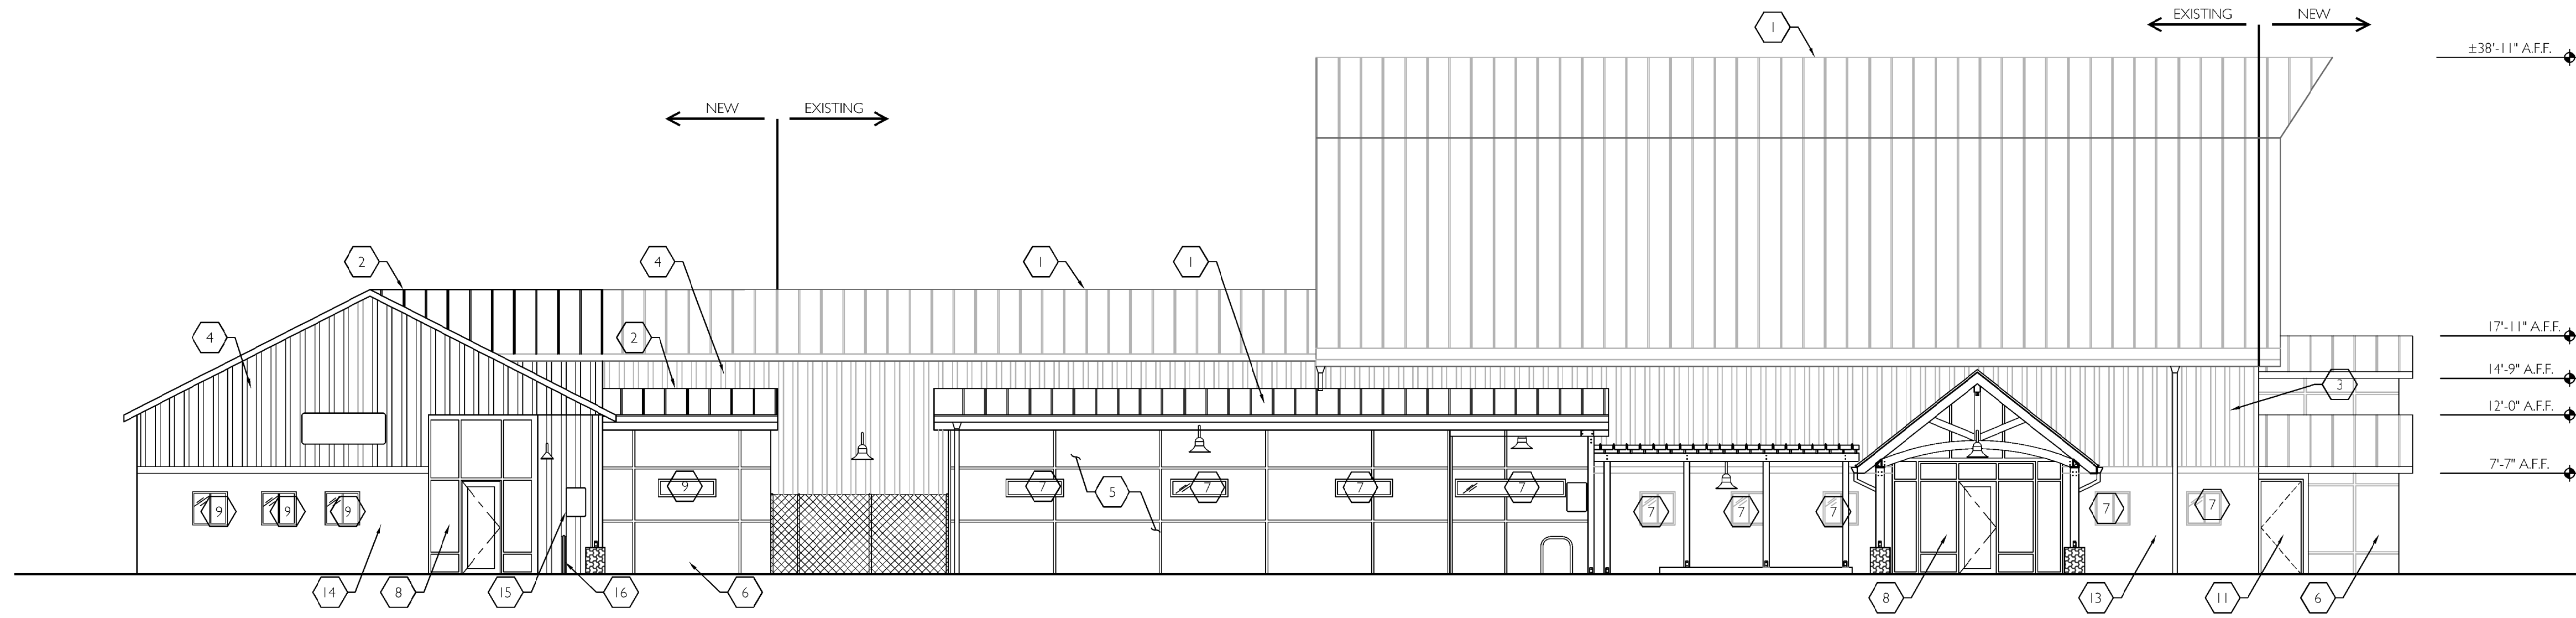 1
EXISTING NEW
±38'-11" A.F.F.
NEW EXISTING
2 4 1 1
4 2 17'-11" A.F.F.
14'-9" A.F.F.
3
12'-0" A.F.F.
7'-7" A.F.F.
9 7 7 7 7
5
9 9 9 7 7 7 7 7
14 8 15 16 6 8 13 11 6